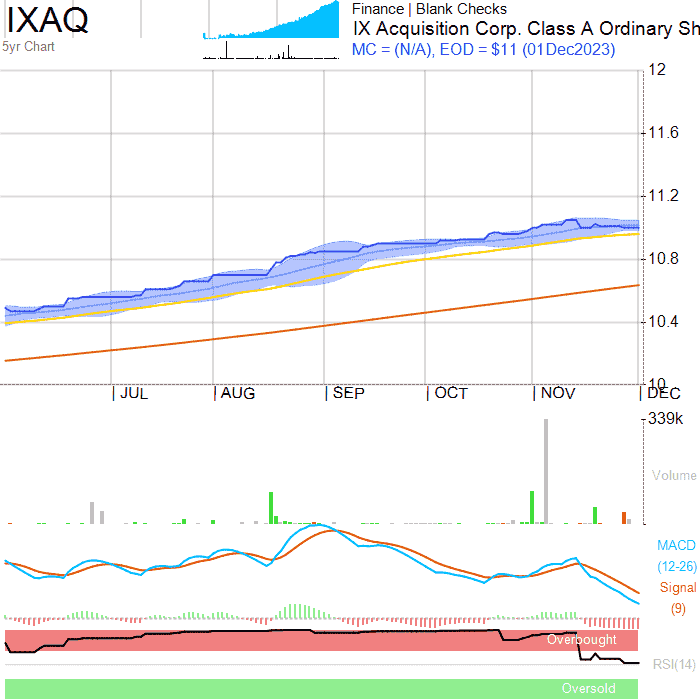 IXAQ
5yr Chart
Finance | Blank Checks
IX Acquisition Corp. Class A Ordinary Sh
MC = (N/A), EOD = $11 (01Dec2023)
12
11.6
11.2
10.8
10.4
10
JUL AUG SEP OCT NOV DEC
339k
Volume
MACD
(12-26)
Signal
(9)
Overbought
RSI(14)
Oversold